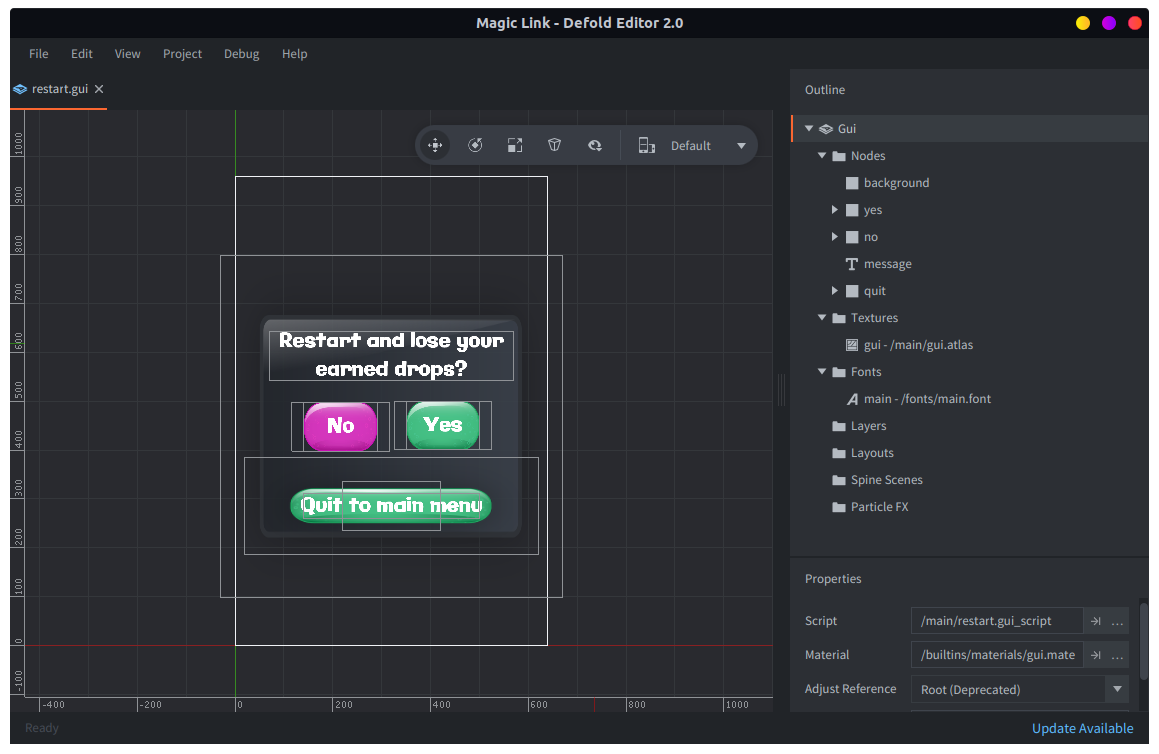 Magic Link - Defold Editor 2.0
File Edit View Project Debug Help
restart.gui
Default
1000
900
800
700
600
500
400
300
200
100
0
-100
-400 -200 0 200 400 600 800 1000
Restart and lose your
earned drops?
No Yes
Quit to main menu
Outline
Gui
Nodes
background
yes
no
message
quit
Textures
gui - /main/gui.atlas
Fonts
main - /fonts/main.font
Layers
Layouts
Spine Scenes
Particle FX
Properties
Script /main/restart.gui_script ...
Material /builtins/materials/gui.mate ...
Adjust Reference Root (Deprecated)
Ready
Update Available